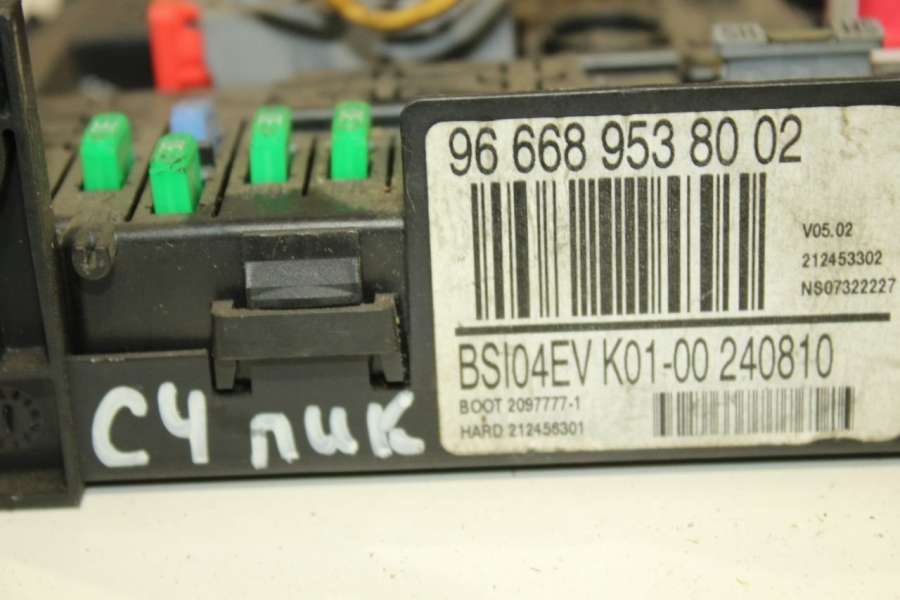 96 668 953 80 02
V05.02
212453302
NS07322227
BSI04EV K01-00 240810
BOOT 2097777-1
HARD 212456301
С4 ПИК